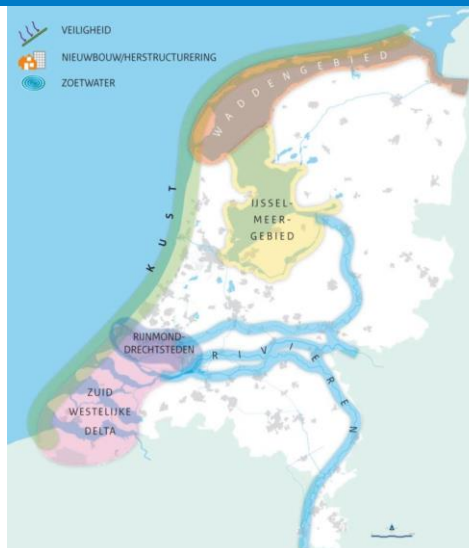 VEILIGHEID
NIEUWBOUW/HERSTRUCTURERING
ZOETWATER
WADDENGEBIED
KUST
IJSSEL-
MEER-
GEBIED
RIJNMOND-
DRECHTSTEDEN
RIVIEREN
ZUID
WESTELIJKE
DELTA